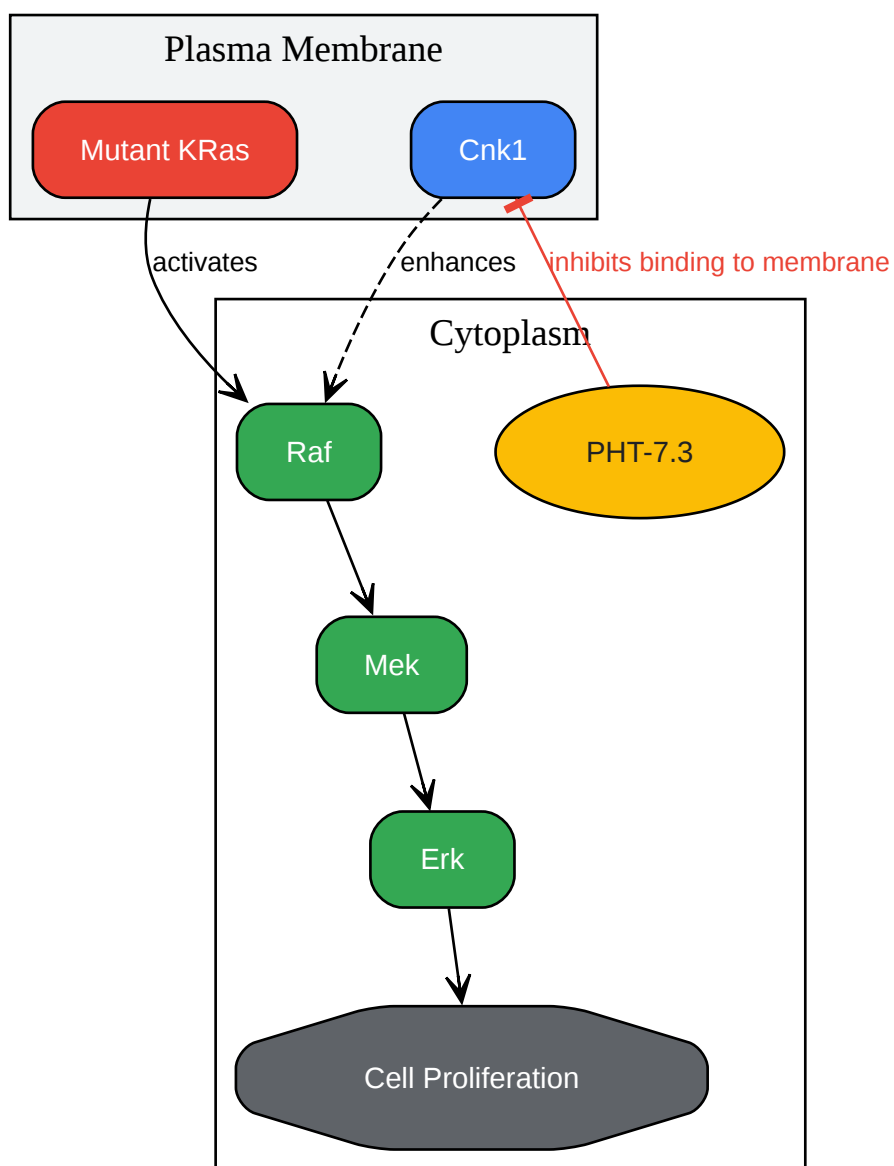 Plasma Membrane
Mutant KRas
Cnk1
activates
enhances
inhibits binding to membrane
Cytoplasm
Raf
PHT-7.3
Mek
Erk
Cell Proliferation